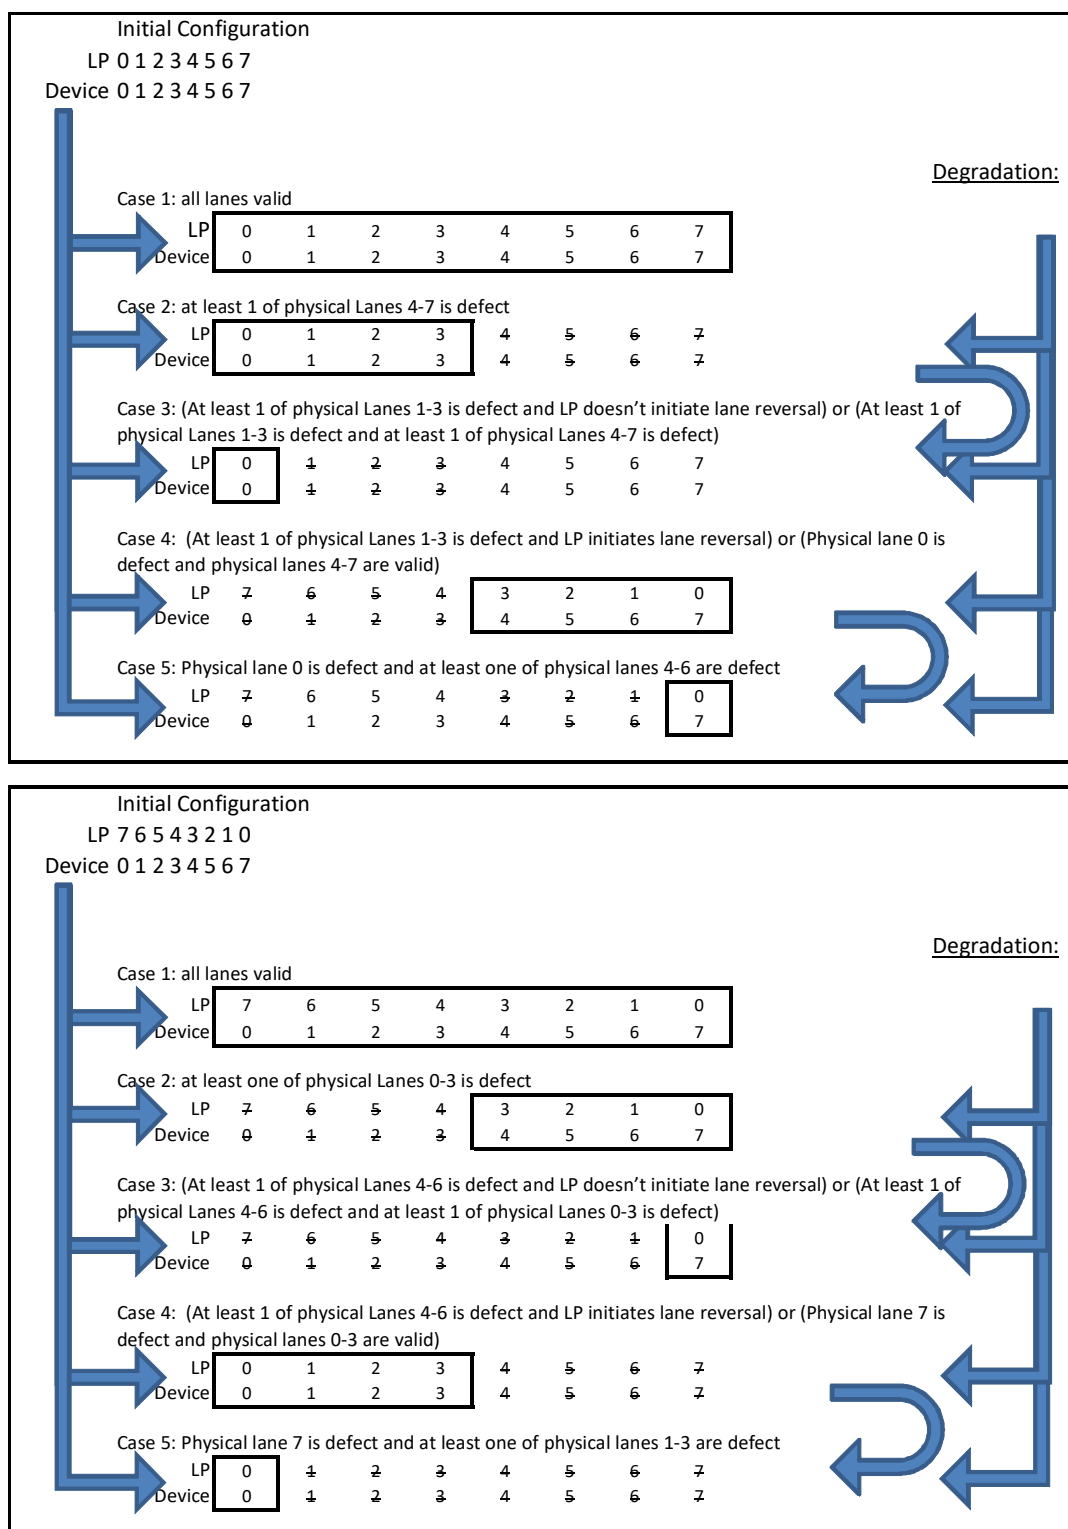 Initial Configuration
LP 0 1 2 3 4 5 6 7
Device 0 1 2 3 4 5 6 7
Degradation:
Case 1: all lanes valid
LP 0 1 2 3 4 5 6 7
Device 0 1 2 3 4 5 6 7
Case 2: at least 1 of physical Lanes 4-7 is defect
LP 0 1 2 3 4 5 6 7
Device 0 1 2 3 4 5 6 7
Case 3: (At least 1 of physical Lanes 1-3 is defect and LP doesn't initiate lane reversal) or (At least 1 of
physical Lanes 1-3 is defect and at least 1 of physical Lanes 4-7 is defect)
LP 0 1 2 3 4 5 6 7
Device 0 1 2 3 4 5 6 7
Case 4: (At least 1 of physical Lanes 1-3 is defect and LP initiates lane reversal) or (Physical lane 0 is
defect and physical lanes 4-7 are valid)
LP 7 6 5 4 3 2 1 0
Device 0 1 2 3 4 5 6 7
Case 5: Physical lane 0 is defect and at least one of physical lanes 4-6 are defect
LP 7 6 5 4 3 2 1 0
Device 0 1 2 3 4 5 6 7
Initial Configuration
LP 7 6 5 4 3 2 1 0
Device 0 1 2 3 4 5 6 7
Degradation:
Case 1: all lanes valid
LP 7 6 5 4 3 2 1 0
Device 0 1 2 3 4 5 6 7
Case 2: at least one of physical Lanes 0-3 is defect
LP 7 6 5 4 3 2 1 0
Device 0 1 2 3 4 5 6 7
Case 3: (At least 1 of physical Lanes 4-6 is defect and LP doesn't initiate lane reversal) or (At least 1 of
physical Lanes 4-6 is defect and at least 1 of physical Lanes 0-3 is defect)
LP 7 6 5 4 3 2 1 0
Device 0 1 2 3 4 5 6 7
Case 4: (At least 1 of physical Lanes 4-6 is defect and LP initiates lane reversal) or (Physical lane 7 is
defect and physical lanes 0-3 are valid)
LP 0 1 2 3 4 5 6 7
Device 0 1 2 3 4 5 6 7
Case 5: Physical lane 7 is defect and at least one of physical lanes 1-3 are defect
LP 0 1 2 3 4 5 6 7
Device 0 1 2 3 4 5 6 7